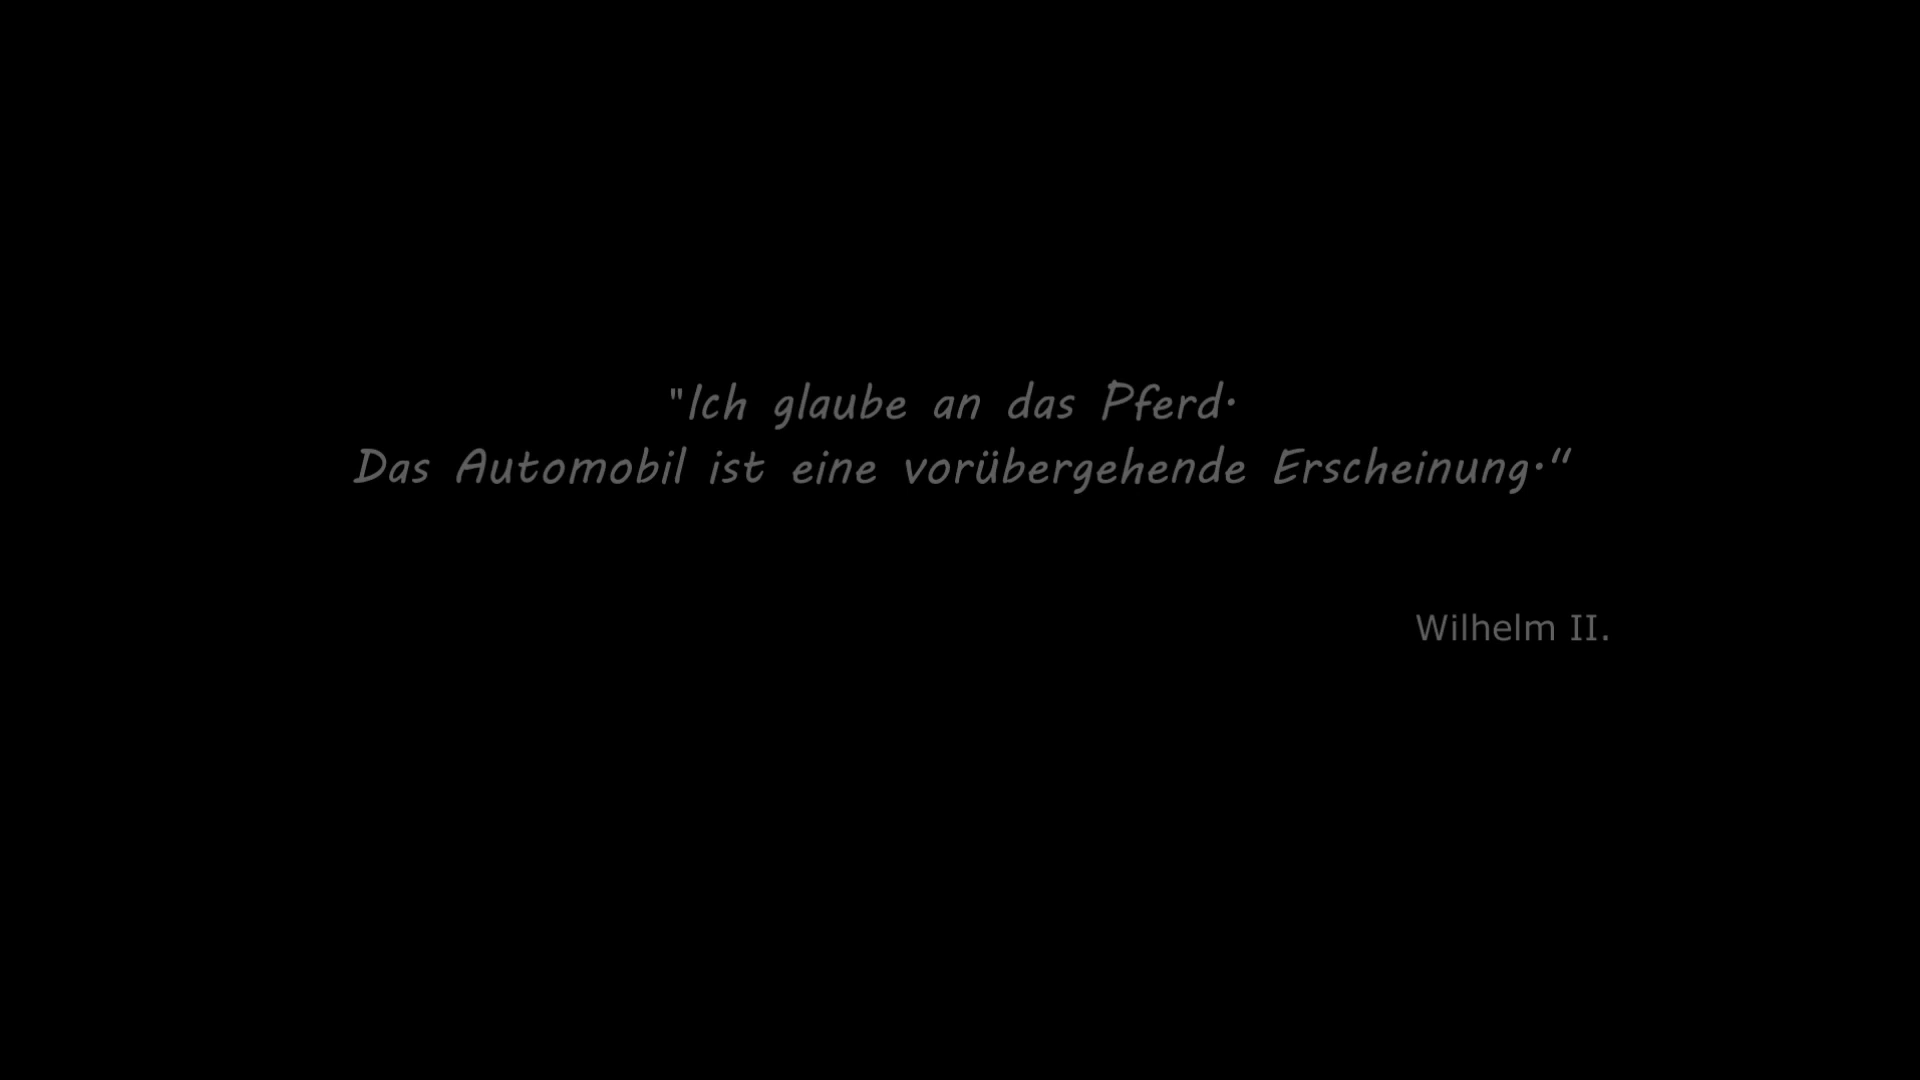 "Ich glaube an das Pferd.
Das Automobil ist eine vorübergehende Erscheinung.“
Wilhelm II.